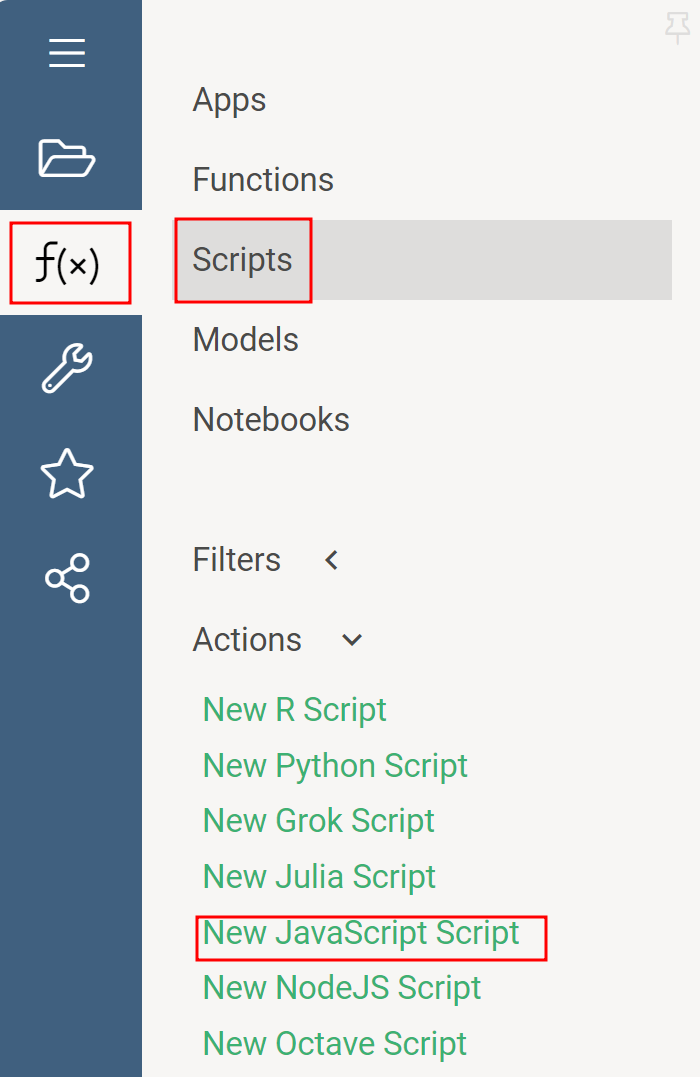 Apps
Functions
f(x)
Scripts
Models
Notebooks
Filters
Actions
New R Script
New Python Script
New Grok Script
New Julia Script
New JavaScript Script
New NodeJS Script
New Octave Script